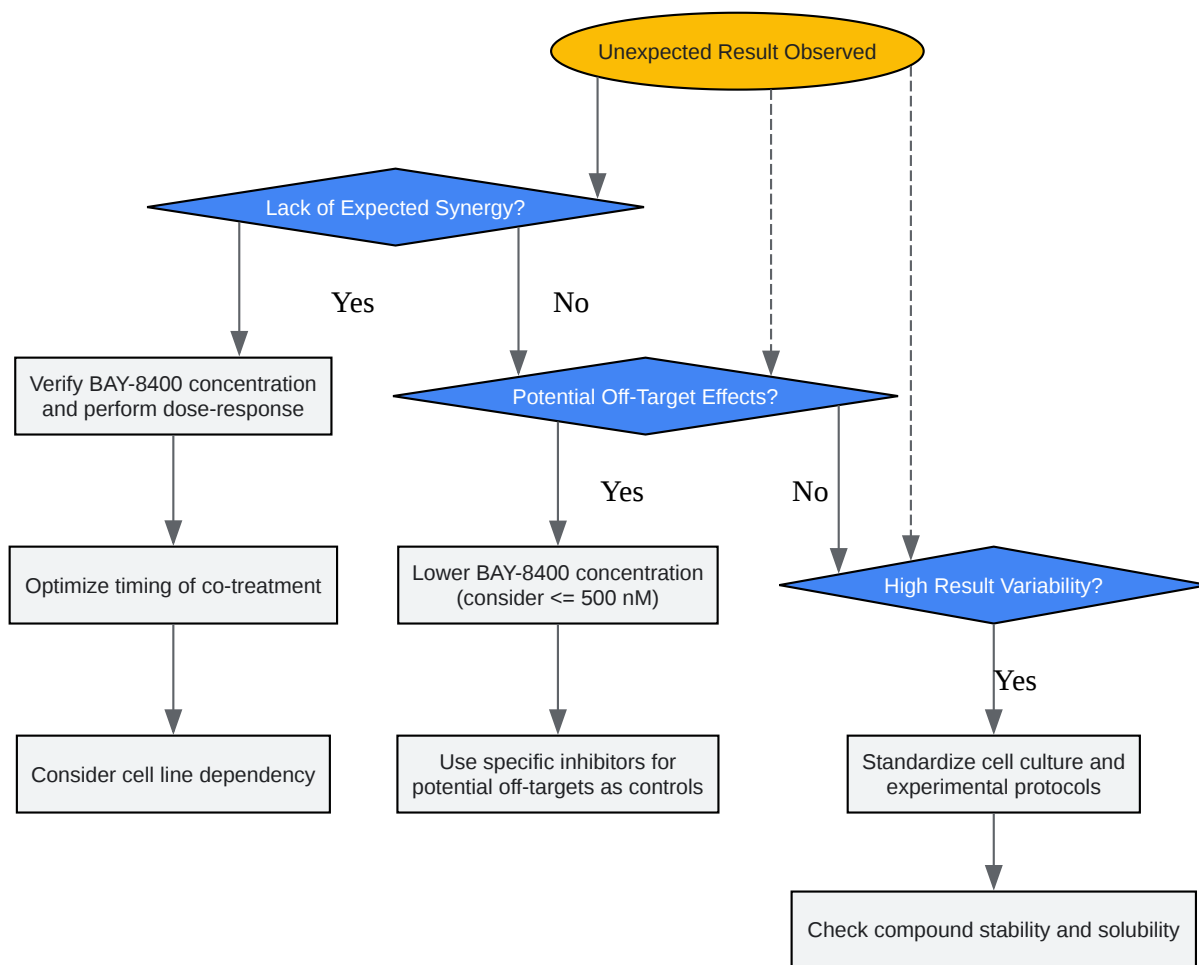 Unexpected Result Observed
Lack of Expected Synergy?
Yes
No
Verify BAY-8400 concentration
and perform dose-response
Potential Off-Target Effects?
Yes
No
Optimize timing of co-treatment
Lower BAY-8400 concentration
(consider <= 500 nM)
High Result Variability?
Yes
Consider cell line dependency
Use specific inhibitors for
potential off-targets as controls
Standardize cell culture and
experimental protocols
Check compound stability and solubility